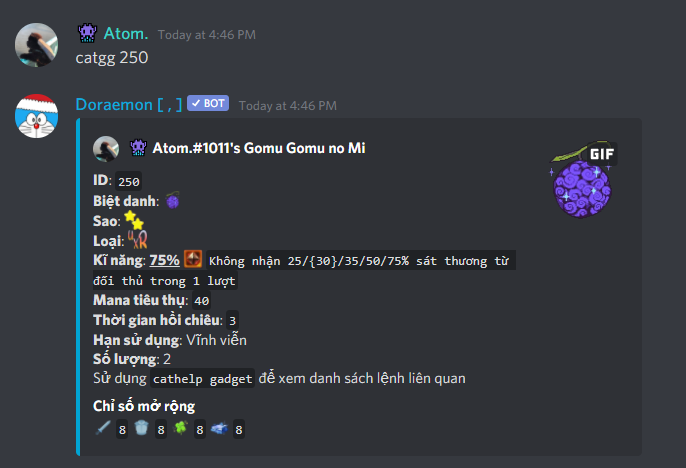 Atom. Today at 4:46 PM
catgg 250
Doraemon [ , ] ✔ BOT Today at 4:46 PM
Atom.#1011's Gomu Gomu no Mi
GIF
ID: 250
Biệt danh:
Sao:
Loại: UXR
Kĩ năng: 75% Không nhận 25/{30}/35/50/75% sát thương từ
đối thủ trong 1 lượt
Mana tiêu thụ: 40
Thời gian hồi chiêu: 3
Hạn sử dụng: Vĩnh viễn
Số lượng: 2
Sử dụng cathelp gadget để xem danh sách lệnh liên quan
Chỉ số mở rộng
8 8 8 8